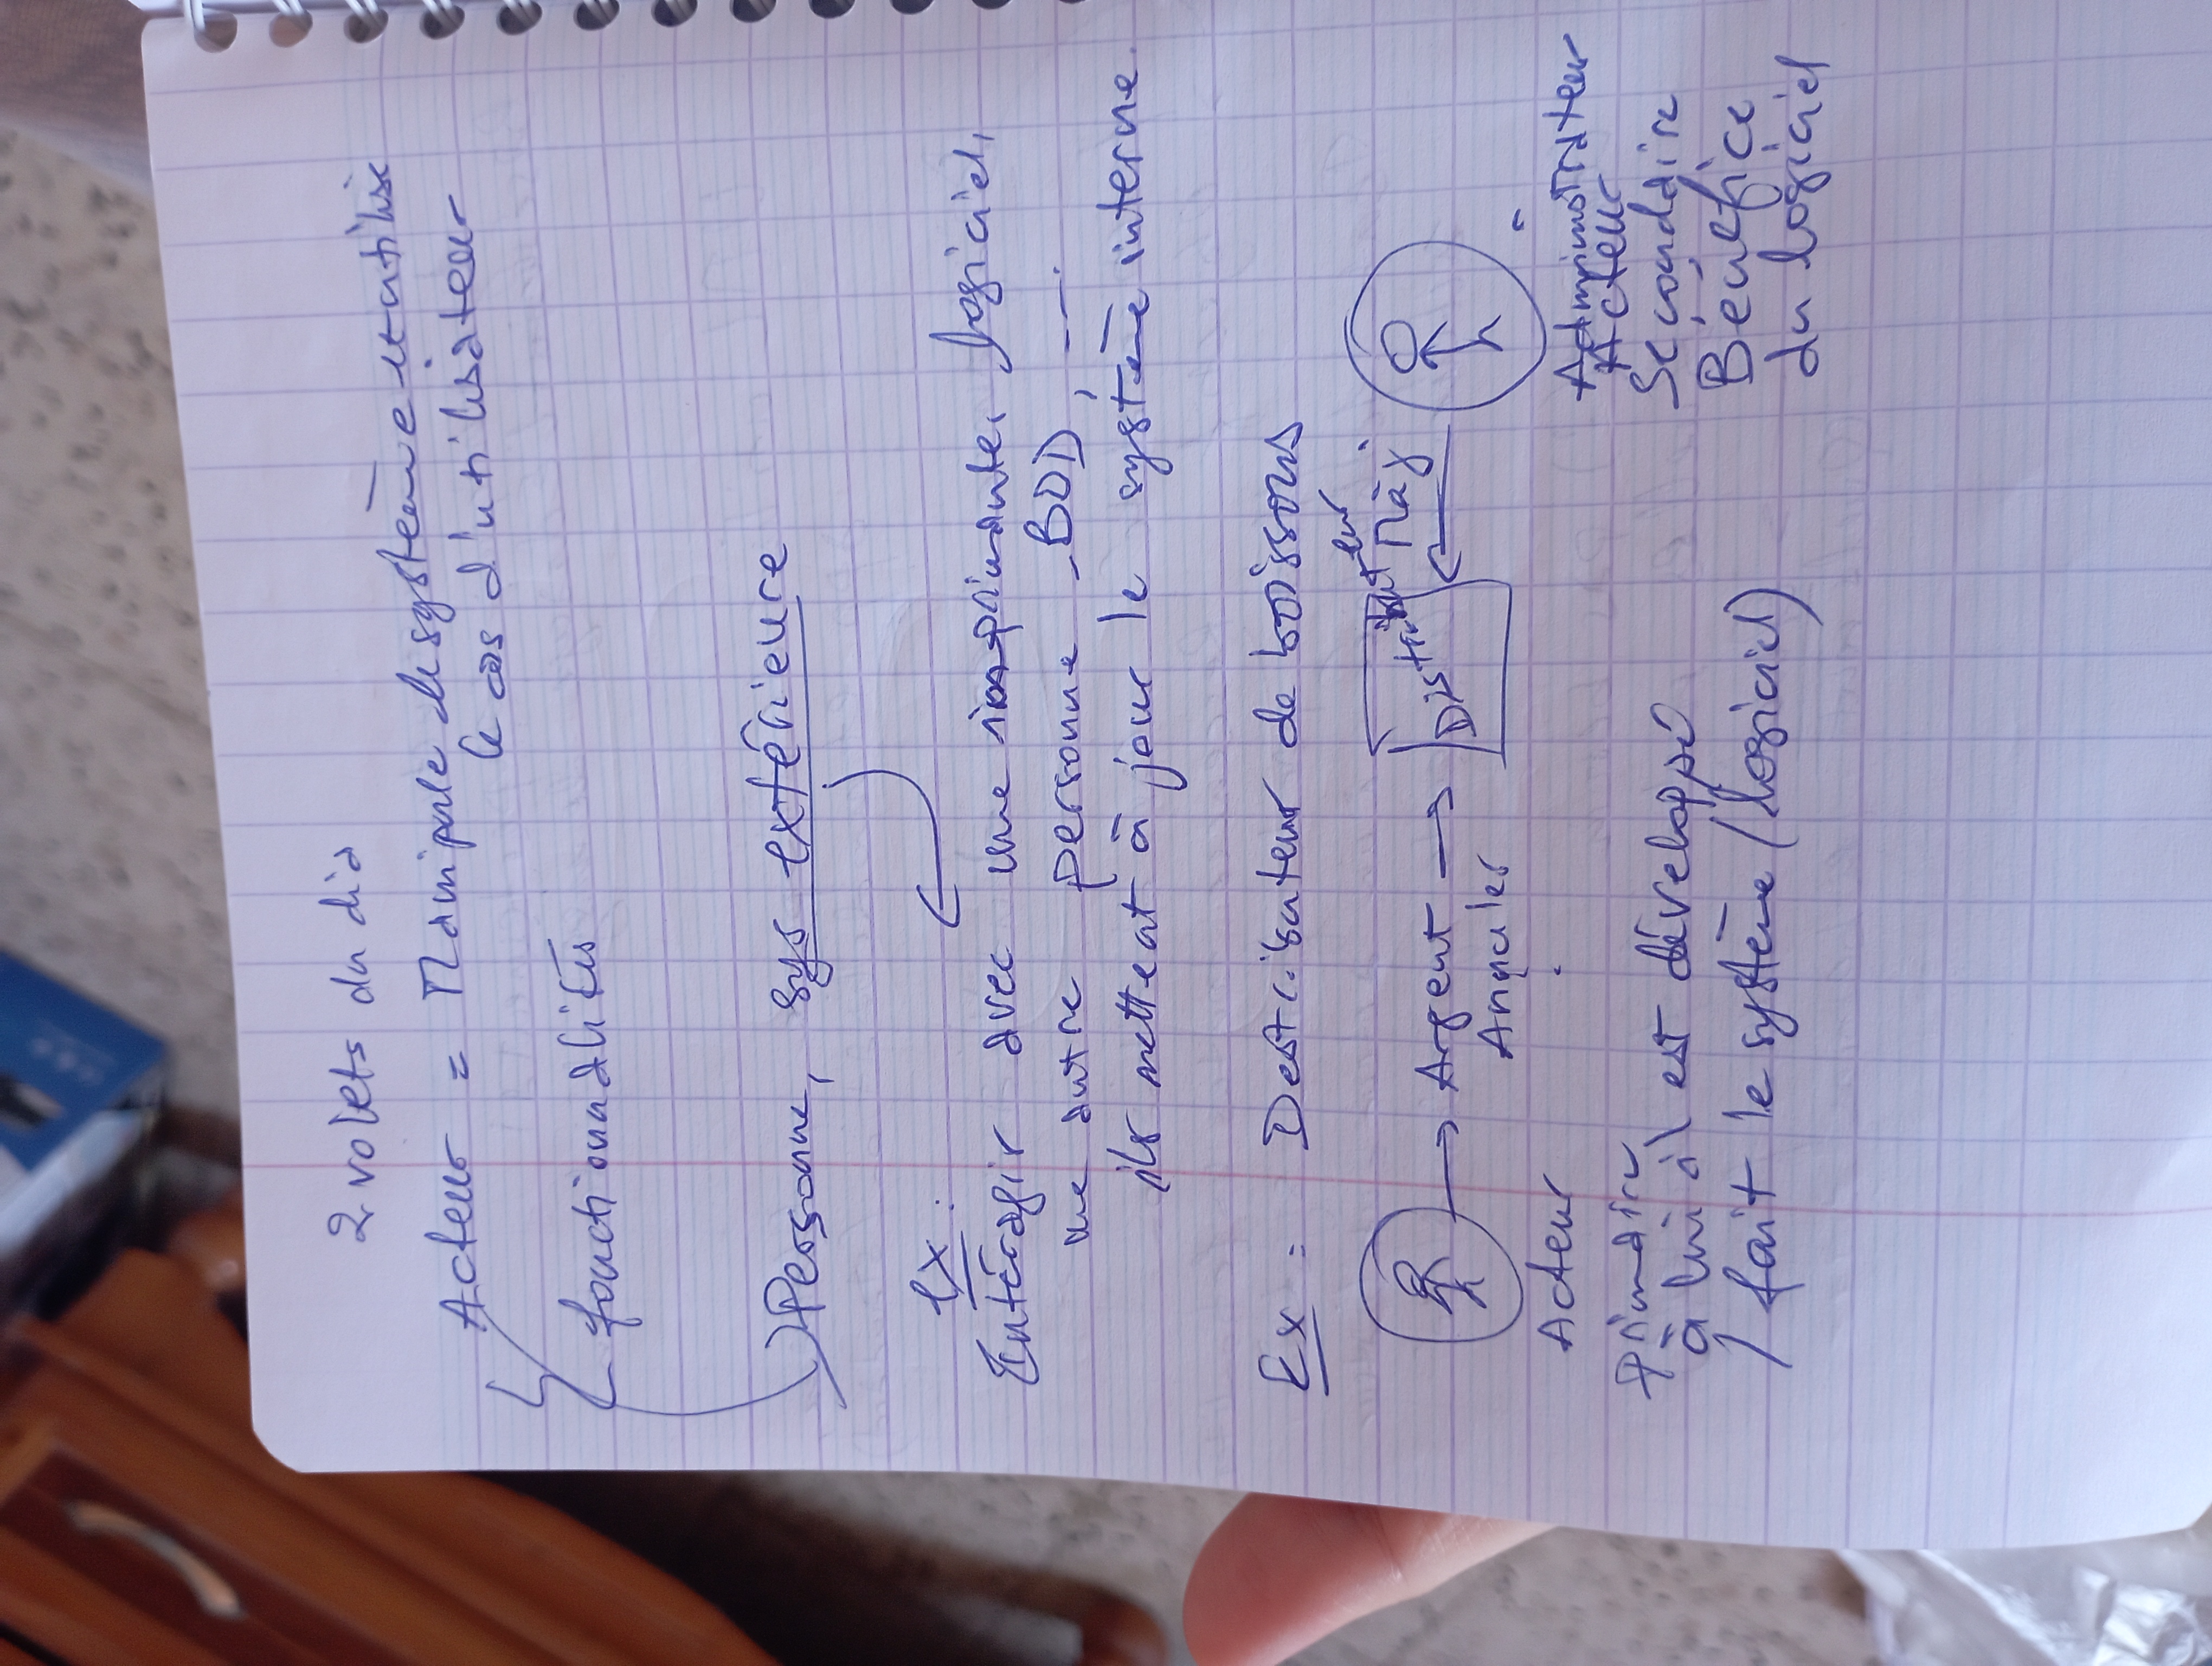 2 volets du dia
Acteur = Manipule le système et utilise
le cas d'utilisateur
fonctionnalités
Personne, sys extérieure
ex :
Intéragir avec une imprimante, logiciel,
une autre personne BDD, ...
ils mettent à jour le système interne
Ex : Destributeur de boissons
Argent
Annuler
Distributeur
Màj
Acteur
primaire
à lui il est développé
/ fait le système (logiciel)
Administrateur
Acteur
Secondaire
Bénéfice
du logiciel